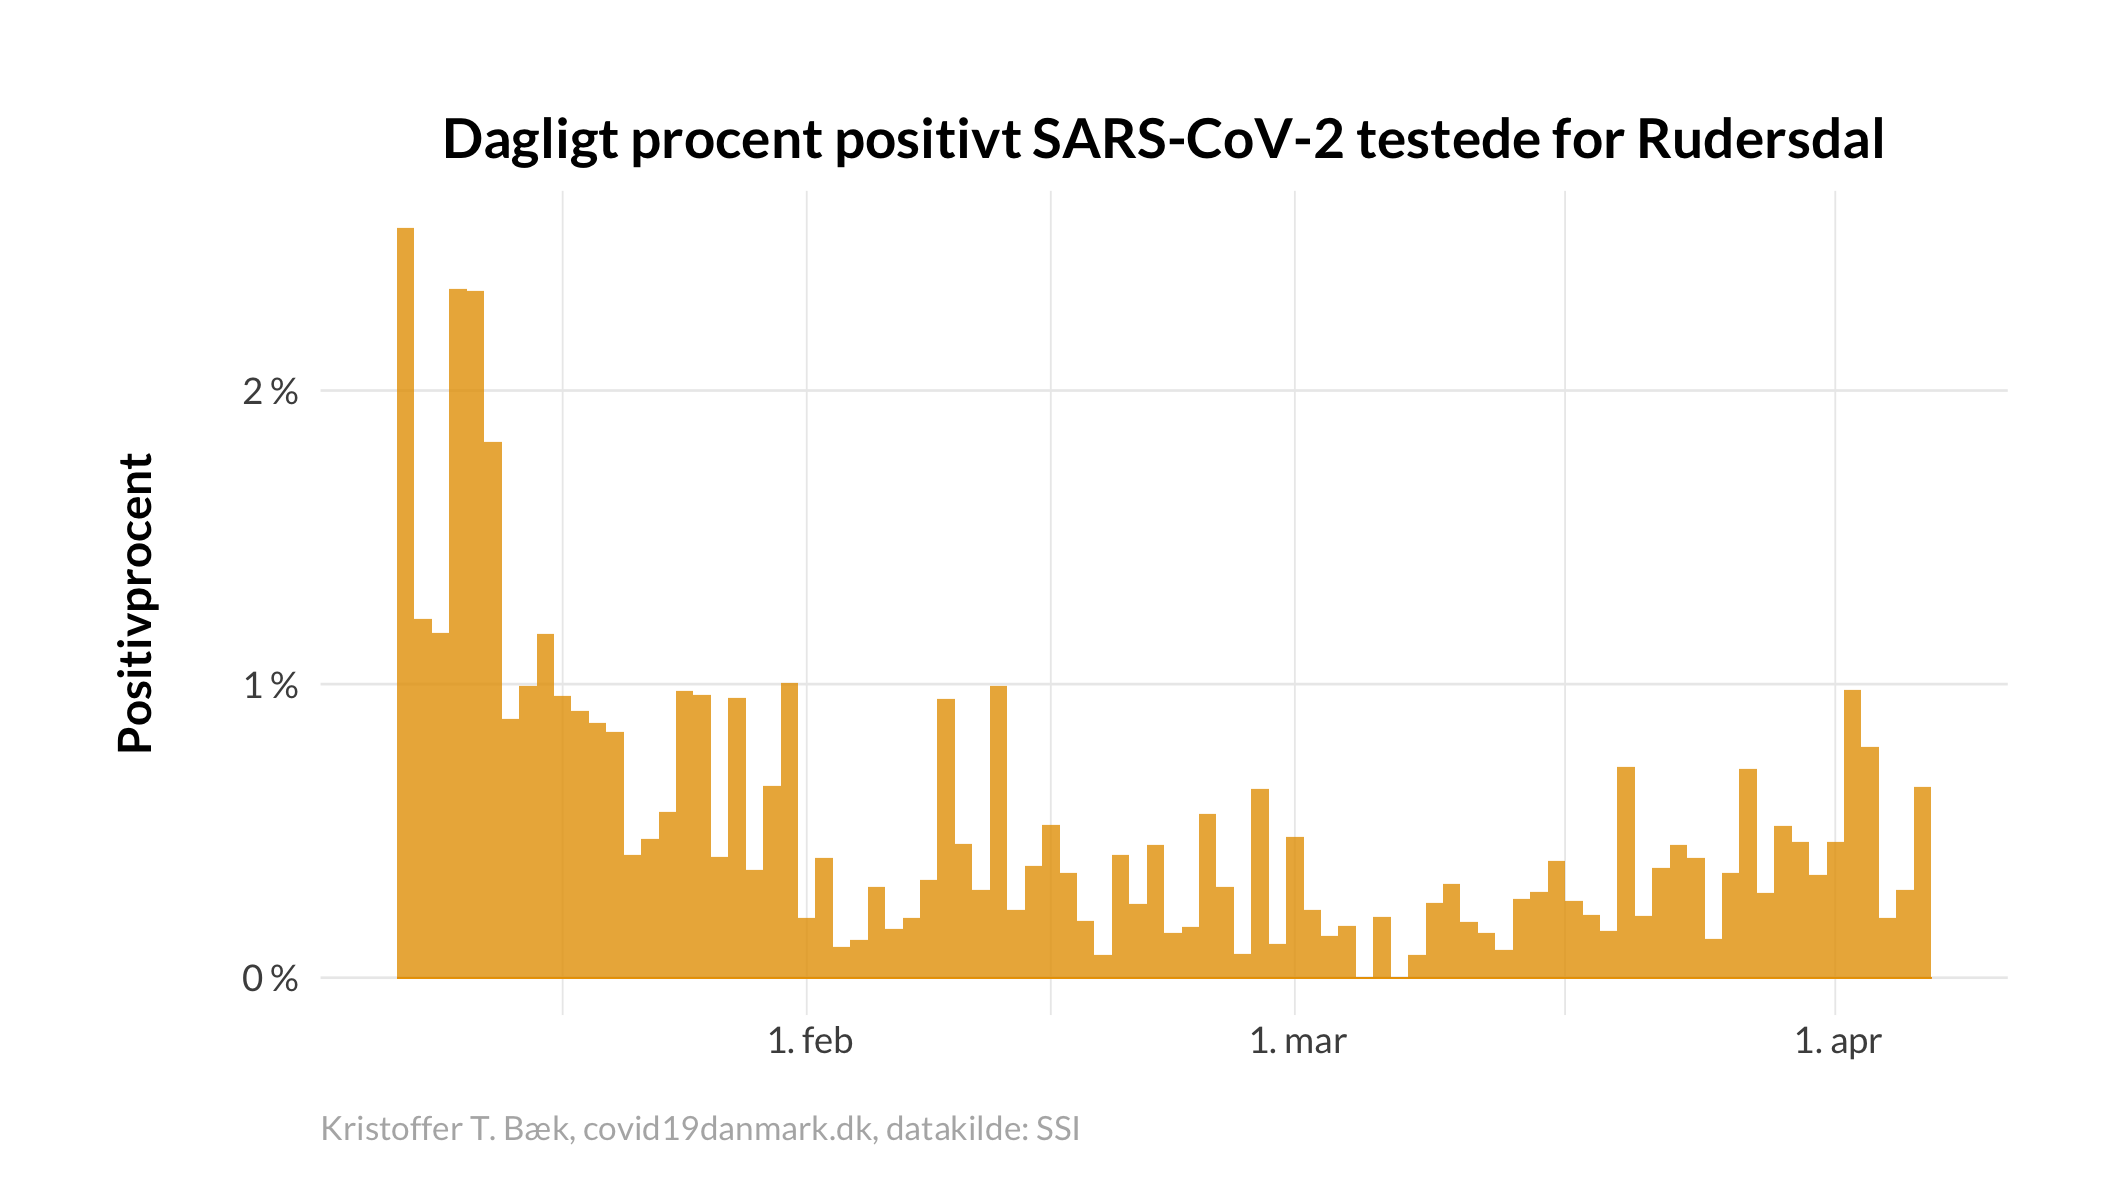 Dagligt procent positivt SARS-CoV-2 testede for Rudersdal
Positivprocent
2 %
1 %
0 %
1. feb
1. mar
1. apr
Kristoffer T. Bæk, covid19danmark.dk, datakilde: SSI